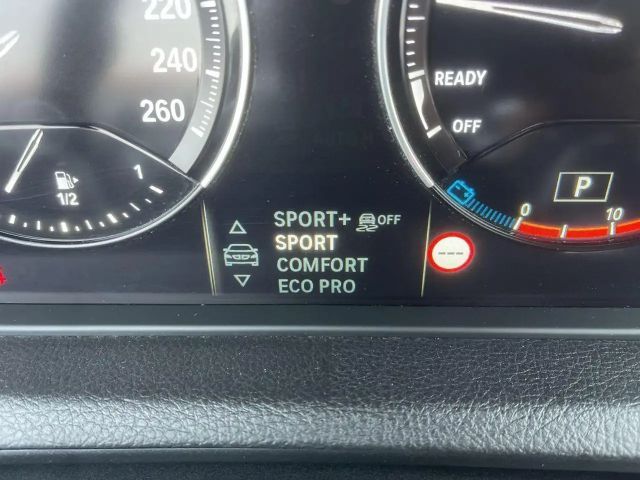 220
240
260
1
1/2
READY
OFF
P
0
10
SPORT+ OFF
SPORT
COMFORT
ECO PRO
---